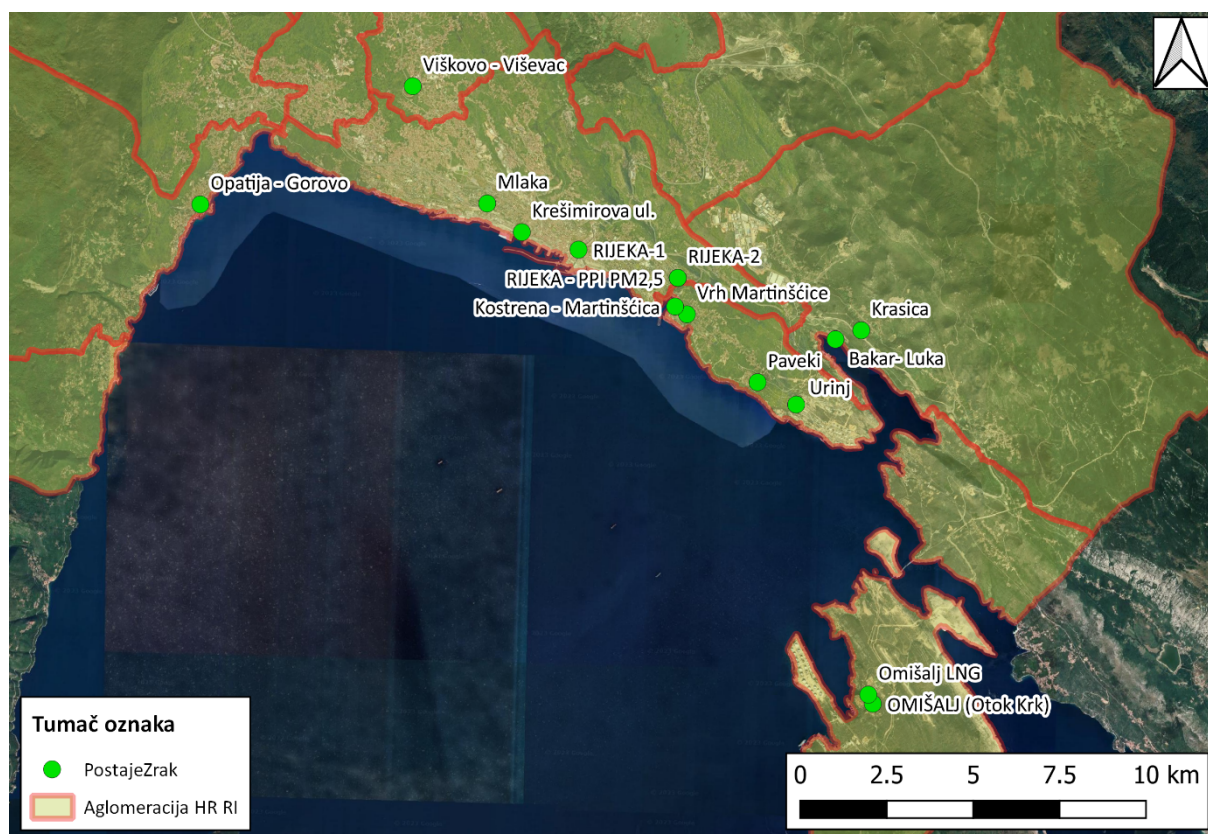 Viškovo - Viševac
Opatija - Gorovo
Mlaka
Krešimirova ul.
RIJEKA-1
RIJEKA-2
RIJEKA - PPI PM2,5
Vrh Martinšćice
Kostrena - Martinšćica
Krasica
Bakar- Luka
Paveki
Urinj
Omišalj LNG
OMIŠALJ (Otok Krk)
Tumač oznaka
PostajeZrak
Aglomeracija HR RI
0 2.5 5 7.5 10 km